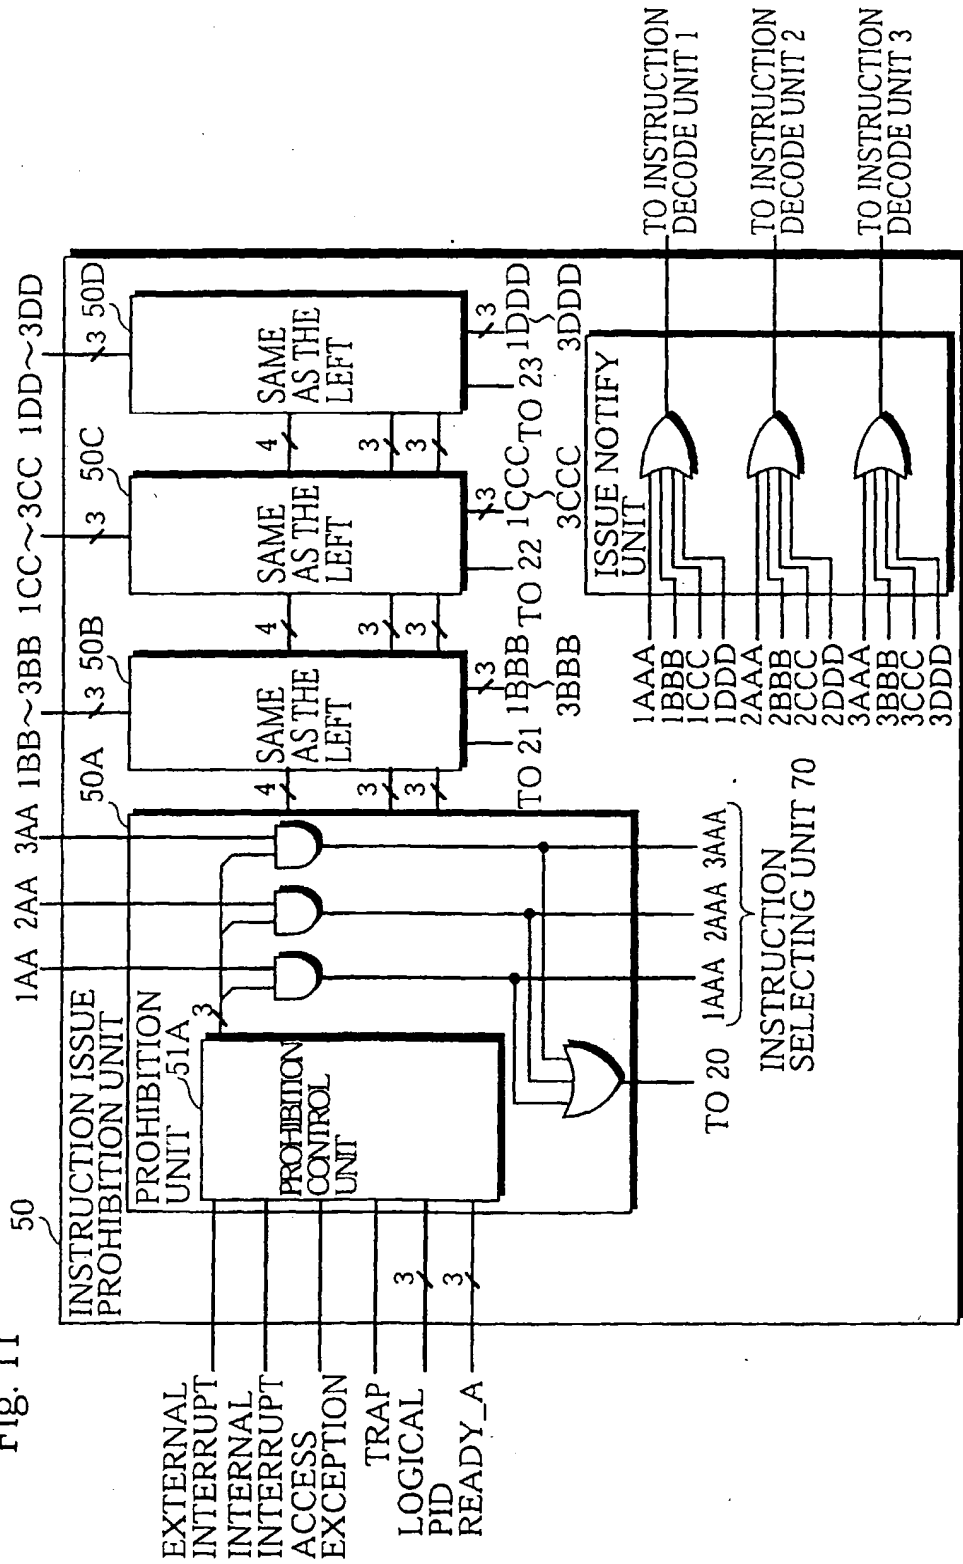 Fig. 11
50
INSTRUCTION ISSUE
PROHIBITION UNIT
1AA
2AA
3AA
1BB~3BB
1CC~3CC
1DD~3DD
50A
50B
50C
50D
3
3
3
PROHIBITION
UNIT
51A
3
PROHIBITION
CONTROL
UNIT
EXTERNAL
INTERRUPT
INTERNAL
INTERRUPT
ACCESS
EXCEPTION
TRAP
LOGICAL
PID
READY_A
3
3
4
3
3
SAME
AS THE
LEFT
4
3
3
SAME
AS THE
LEFT
4
3
3
SAME
AS THE
LEFT
TO 20
1AAA
2AAA
3AAA
INSTRUCTION
SELECTING UNIT 70
TO 21
3
1BBB
~
3BBB
TO 22
3
1CCC
~
3CCC
TO 23
3
1DDD
~
3DDD
ISSUE NOTIFY
UNIT
1AAA
1BBB
1CCC
1DDD
2AAA
2BBB
2CCC
2DDD
3AAA
3BBB
3CCC
3DDD
TO INSTRUCTION
DECODE UNIT 1
TO INSTRUCTION
DECODE UNIT 2
TO INSTRUCTION
DECODE UNIT 3